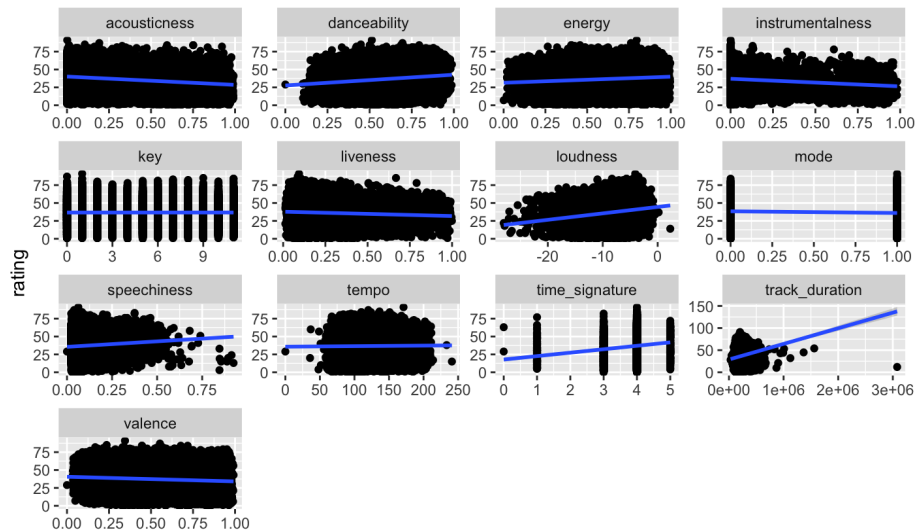 acousticness danceability energy instrumentalness
75 75 75 75
50 50 50 50
25 25 25 25
0 0 0 0
0.00 0.25 0.50 0.75 1.00 0.00 0.25 0.50 0.75 1.00 0.00 0.25 0.50 0.75 1.00 0.00 0.25 0.50 0.75 1.00
key liveness loudness mode
75 75 75 75
50 50 50 50
25 25 25 25
0 0 0 0
0 3 6 9 0.00 0.25 0.50 0.75 1.00 -20 -10 0 0.00 0.25 0.50 0.75 1.00
rating
speechiness tempo time_signature track_duration
75 75 75 150
50 50 50 100
25 25 25 50
0 0 0 0
0.00 0.25 0.50 0.75 0 50 100 150 200 250 0 1 2 3 4 5 0e+00 1e+06 2e+06 3e+06
valence
75
50
25
0
0.00 0.25 0.50 0.75 1.00